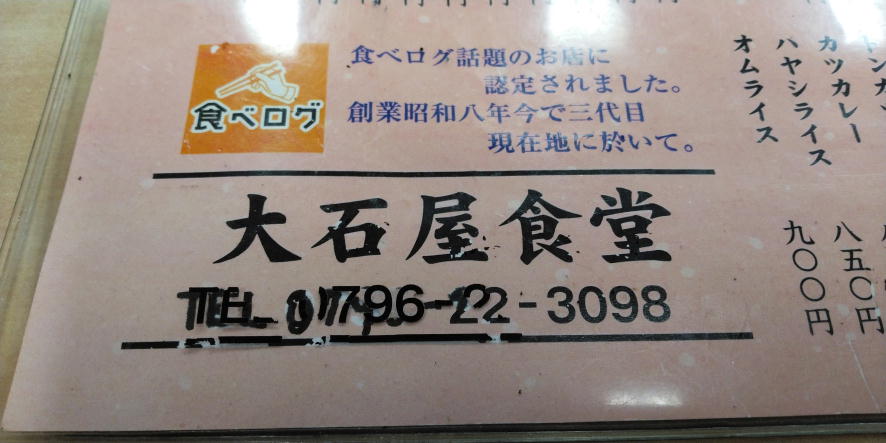 オムライス
ハヤシライス
カツカレー
九〇〇円
八五〇円
食べログ
食べログ話題のお店に
認定されました。
創業昭和八年今で三代目
現在地に於いて。
大石屋食堂
TEL 0796-22-3098